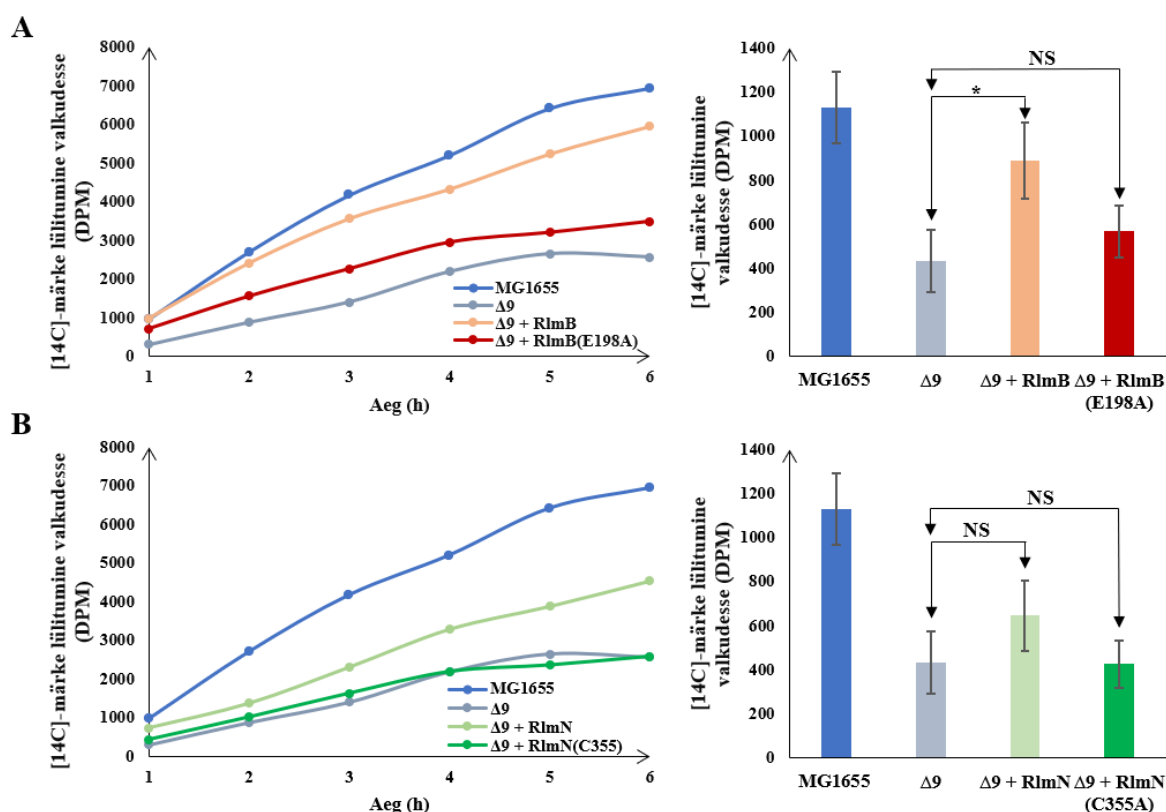 A
[14C]-märke lülitumine valkudesse
(DPM)
8000
7000
6000
5000
4000
3000
2000
1000
0
1 2 3 4 5 6
Aeg (h)
MG1655
Δ9
Δ9 + RlmB
Δ9 + RlmB(E198A)
[14C]-märke lülitumine
valkudesse (DPM)
1400
1200
1000
800
600
400
200
0
NS
*
MG1655 Δ9 Δ9 + RlmB Δ9 + RlmB
(E198A)
B
[14C]-märke lülitumine valkudesse
(DPM)
8000
7000
6000
5000
4000
3000
2000
1000
0
1 2 3 4 5 6
Aeg (h)
MG1655
Δ9
Δ9 + RlmN
Δ9 + RlmN(C355)
[14C]-märke lülitumine
valkudesse (DPM)
1400
1200
1000
800
600
400
200
0
NS
NS
MG1655 Δ9 Δ9 + RlmN Δ9 + RlmN
(C355A)